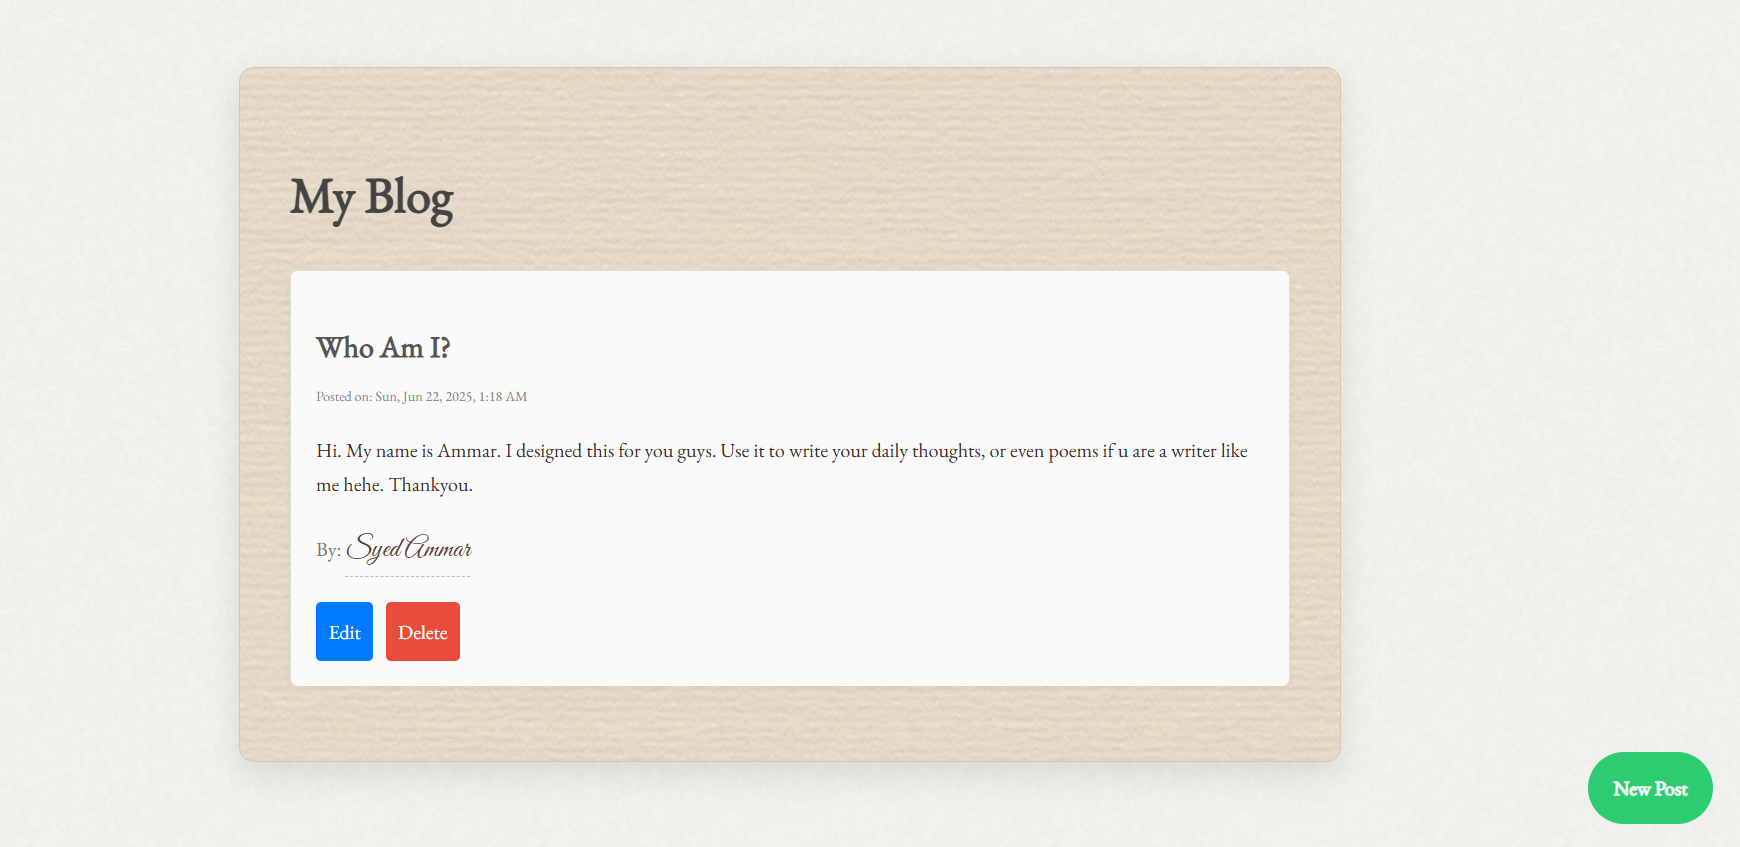 My Blog
Who Am I?
Posted on: Sun, Jun 22, 2025, 1:18 AM
Hi. My name is Ammar. I designed this for you guys. Use it to write your daily thoughts, or even poems if u are a writer like
me hehe. Thankyou.
By: Syed Ammar
Edit Delete
New Post